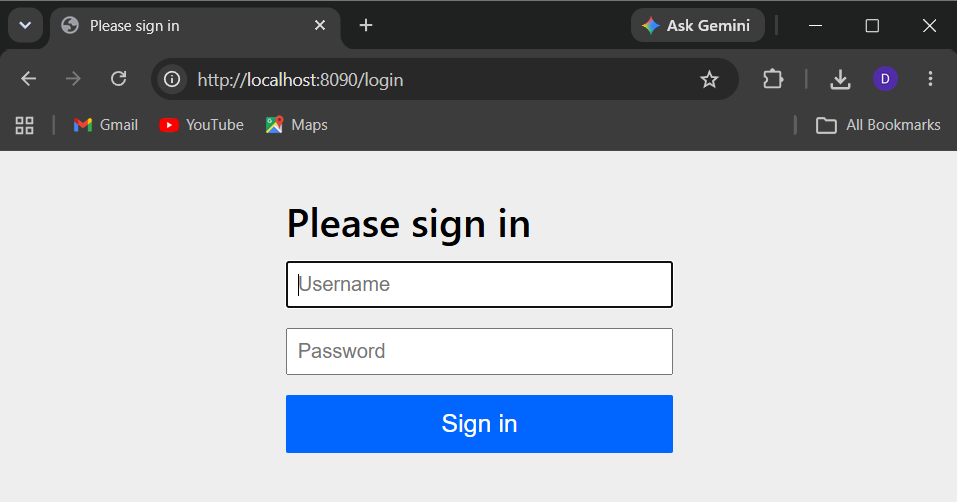 Please sign in
Ask Gemini
http://localhost:8090/login
D
Gmail
YouTube
Maps
All Bookmarks
Please sign in
Username
Password
Sign in